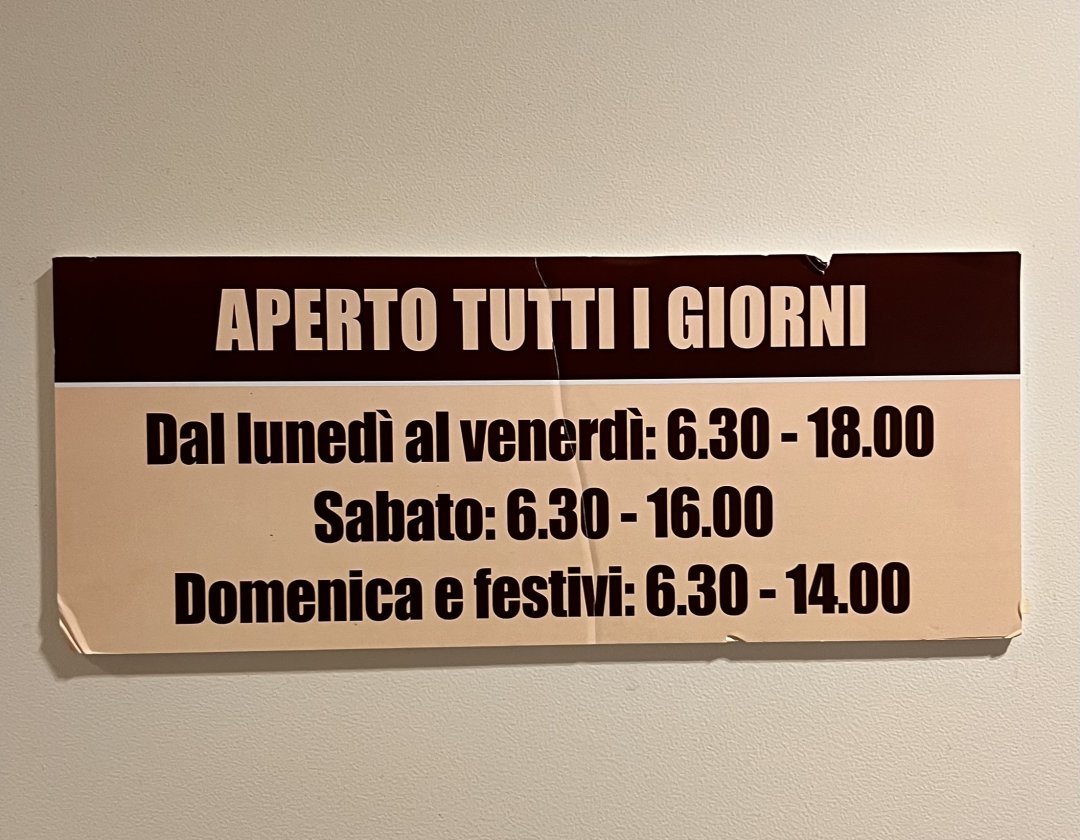 APERTO TUTTI I GIORNI
Dal lunedì al venerdì: 6.30 - 18.00
Sabato: 6.30 - 16.00
Domenica e festivi: 6.30 - 14.00